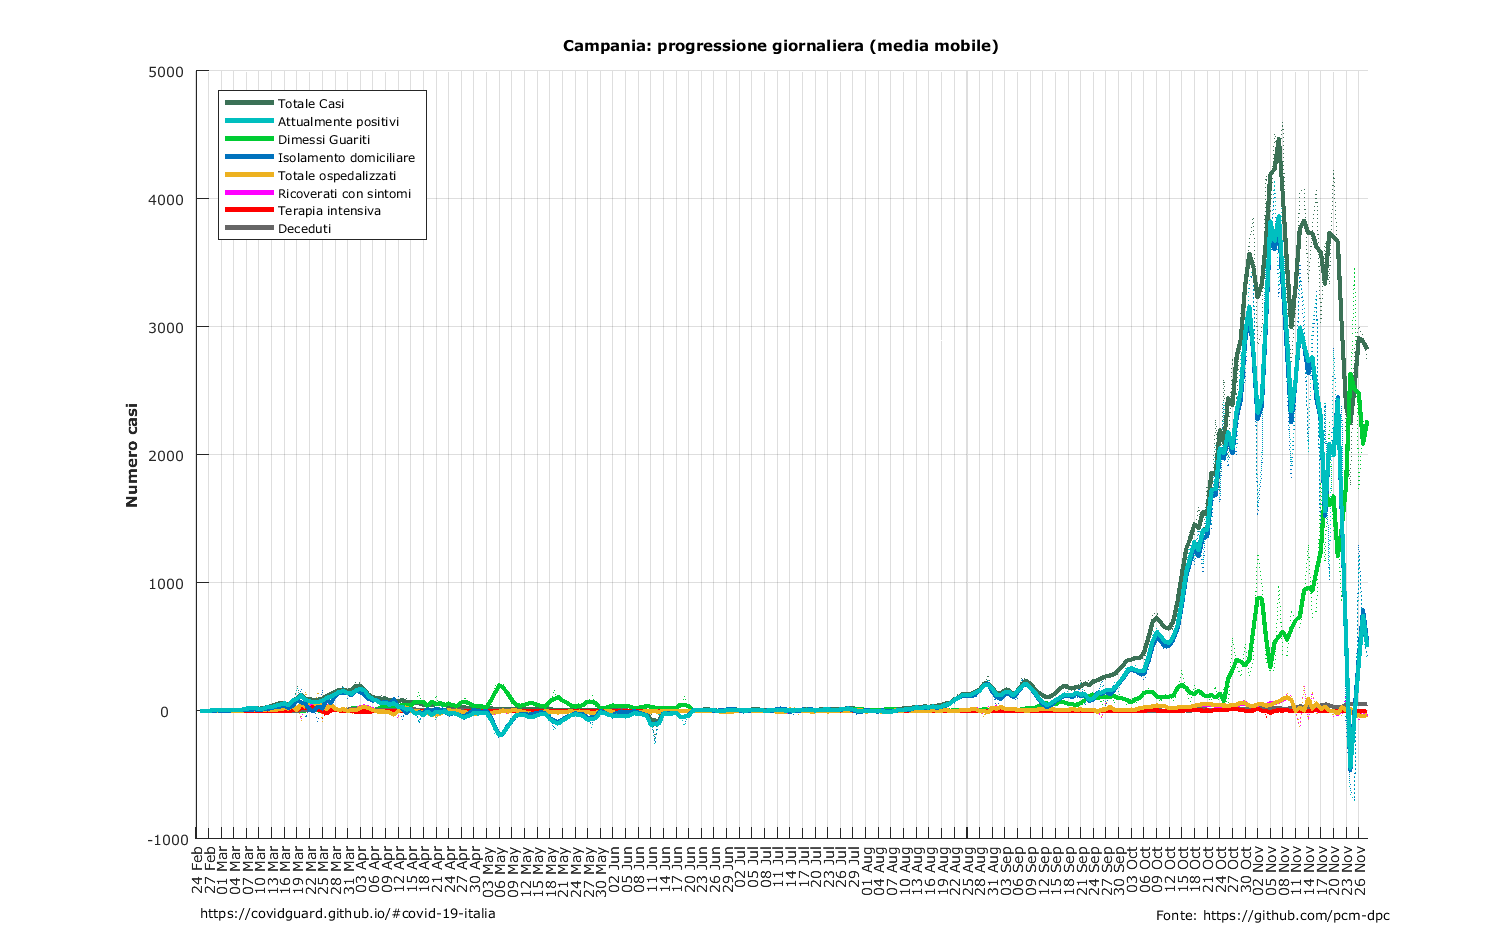 Campania: progressione giornaliera (media mobile)
5000
4000
3000
2000
1000
0
-1000
Numero casi
Totale Casi
Attualmente positivi
Dimessi Guariti
Isolamento domiciliare
Totale ospedalizzati
Ricoverati con sintomi
Terapia intensiva
Deceduti
24 Feb
27 Feb
01 Mar
04 Mar
07 Mar
10 Mar
13 Mar
16 Mar
19 Mar
22 Mar
25 Mar
28 Mar
31 Mar
03 Apr
06 Apr
09 Apr
12 Apr
15 Apr
18 Apr
21 Apr
24 Apr
27 Apr
30 Apr
03 May
06 May
09 May
12 May
15 May
18 May
21 May
24 May
27 May
30 May
02 Jun
05 Jun
08 Jun
11 Jun
14 Jun
17 Jun
20 Jun
23 Jun
26 Jun
29 Jun
02 Jul
05 Jul
08 Jul
11 Jul
14 Jul
17 Jul
20 Jul
23 Jul
26 Jul
29 Jul
01 Aug
04 Aug
07 Aug
10 Aug
13 Aug
16 Aug
19 Aug
22 Aug
25 Aug
28 Aug
31 Aug
03 Sep
06 Sep
09 Sep
12 Sep
15 Sep
18 Sep
21 Sep
24 Sep
27 Sep
30 Sep
03 Oct
06 Oct
09 Oct
12 Oct
15 Oct
18 Oct
21 Oct
24 Oct
27 Oct
30 Oct
02 Nov
05 Nov
08 Nov
11 Nov
14 Nov
17 Nov
20 Nov
23 Nov
26 Nov
https://covidguard.github.io/#covid-19-italia
Fonte: https://github.com/pcm-dpc